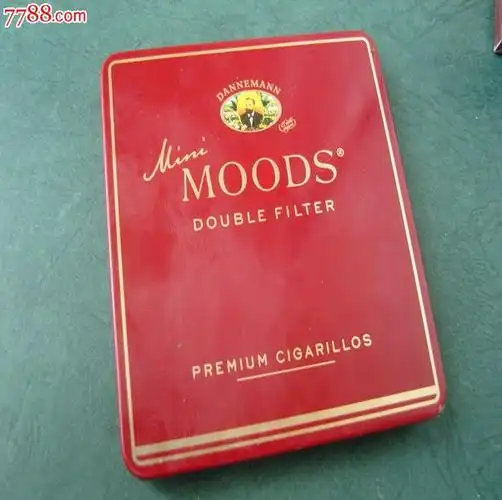 7788.com
DANNEMANN
Mini
MOODS®
DOUBLE FILTER
PREMIUM CIGARILLOS